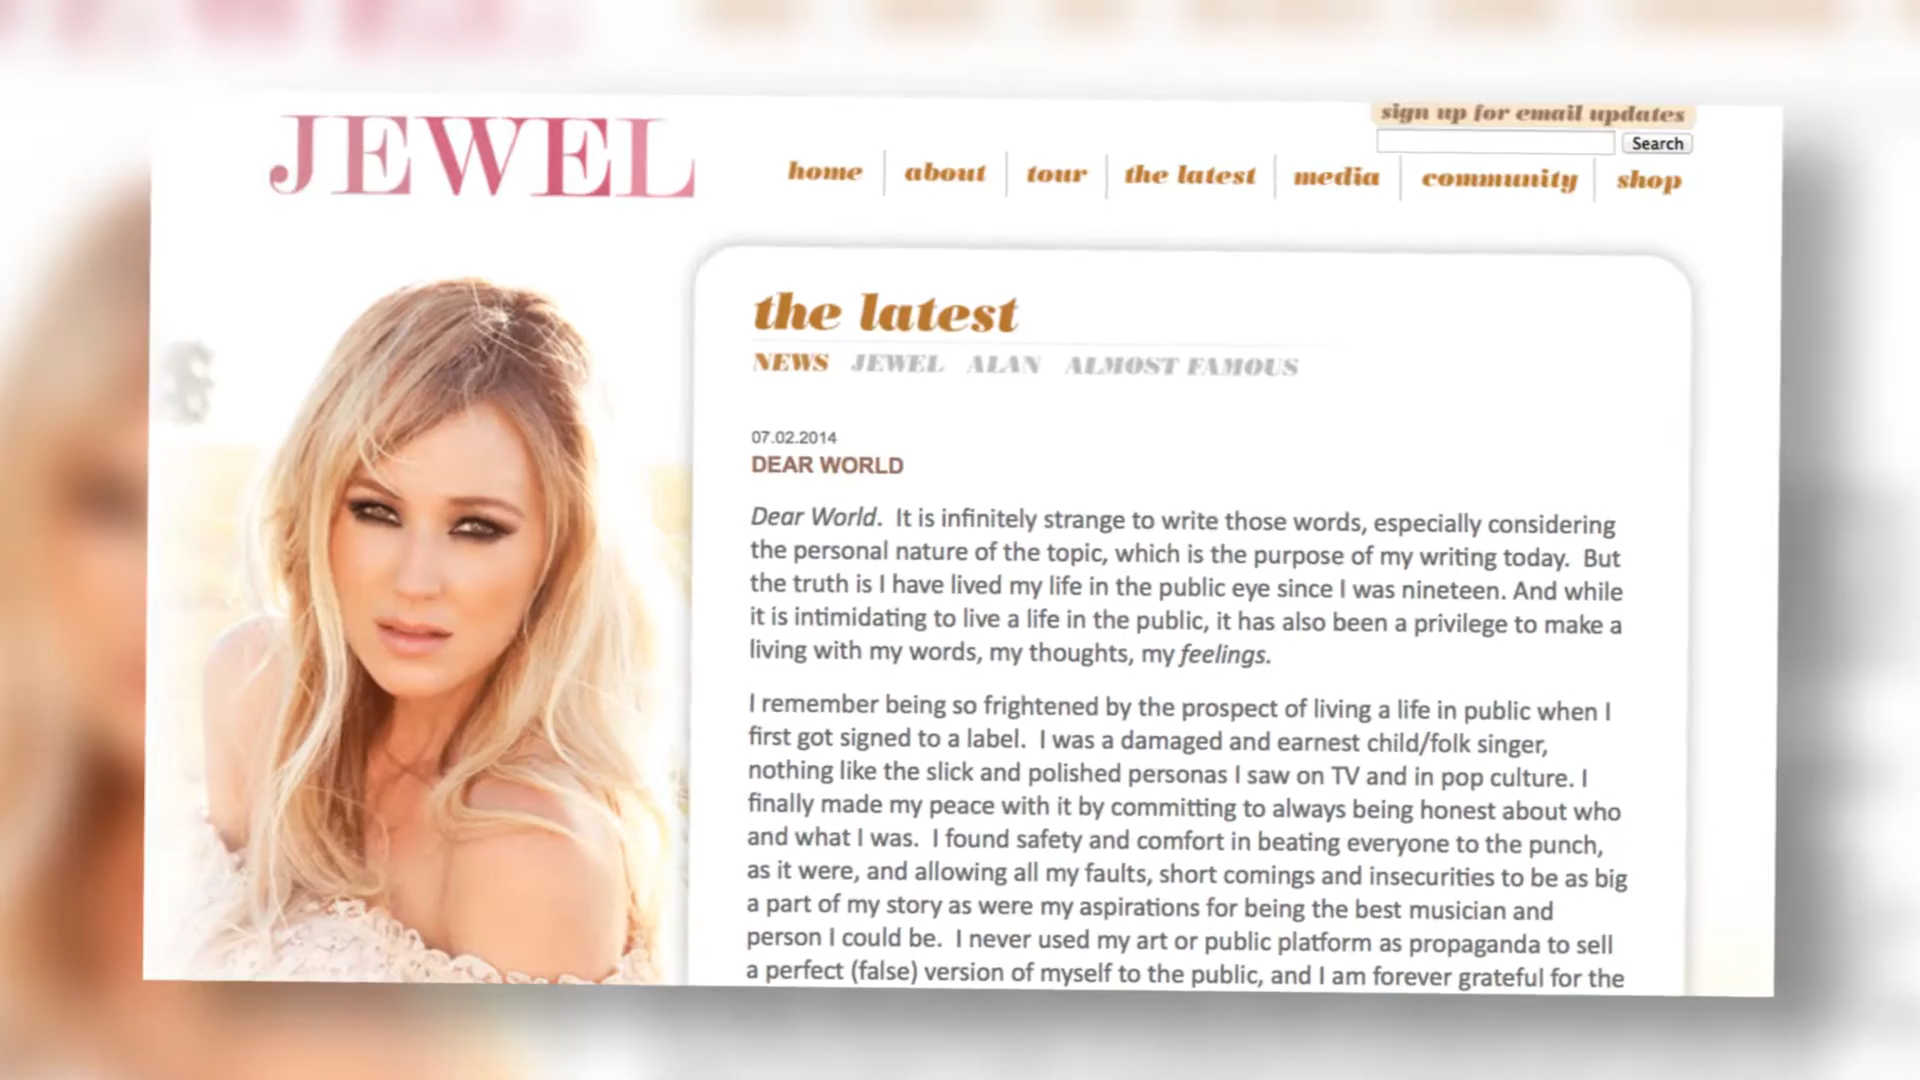 JEWEL
sign up for email updates
Search
home about tour the latest media community shop
the latest
NEWS JEWEL ALAN ALMOST FAMOUS
07.02.2014
DEAR WORLD
Dear World. It is infinitely strange to write those words, especially considering
the personal nature of the topic, which is the purpose of my writing today. But
the truth is I have lived my life in the public eye since I was nineteen. And while
it is intimidating to live a life in the public, it has also been a privilege to make a
living with my words, my thoughts, my feelings.
I remember being so frightened by the prospect of living a life in public when I
first got signed to a label. I was a damaged and earnest child/folk singer,
nothing like the slick and polished personas I saw on TV and in pop culture. I
finally made my peace with it by committing to always being honest about who
and what I was. I found safety and comfort in beating everyone to the punch,
as it were, and allowing all my faults, short comings and insecurities to be as big
a part of my story as were my aspirations for being the best musician and
person I could be. I never used my art or public platform as propaganda to sell
a perfect (false) version of myself to the public, and I am forever grateful for the